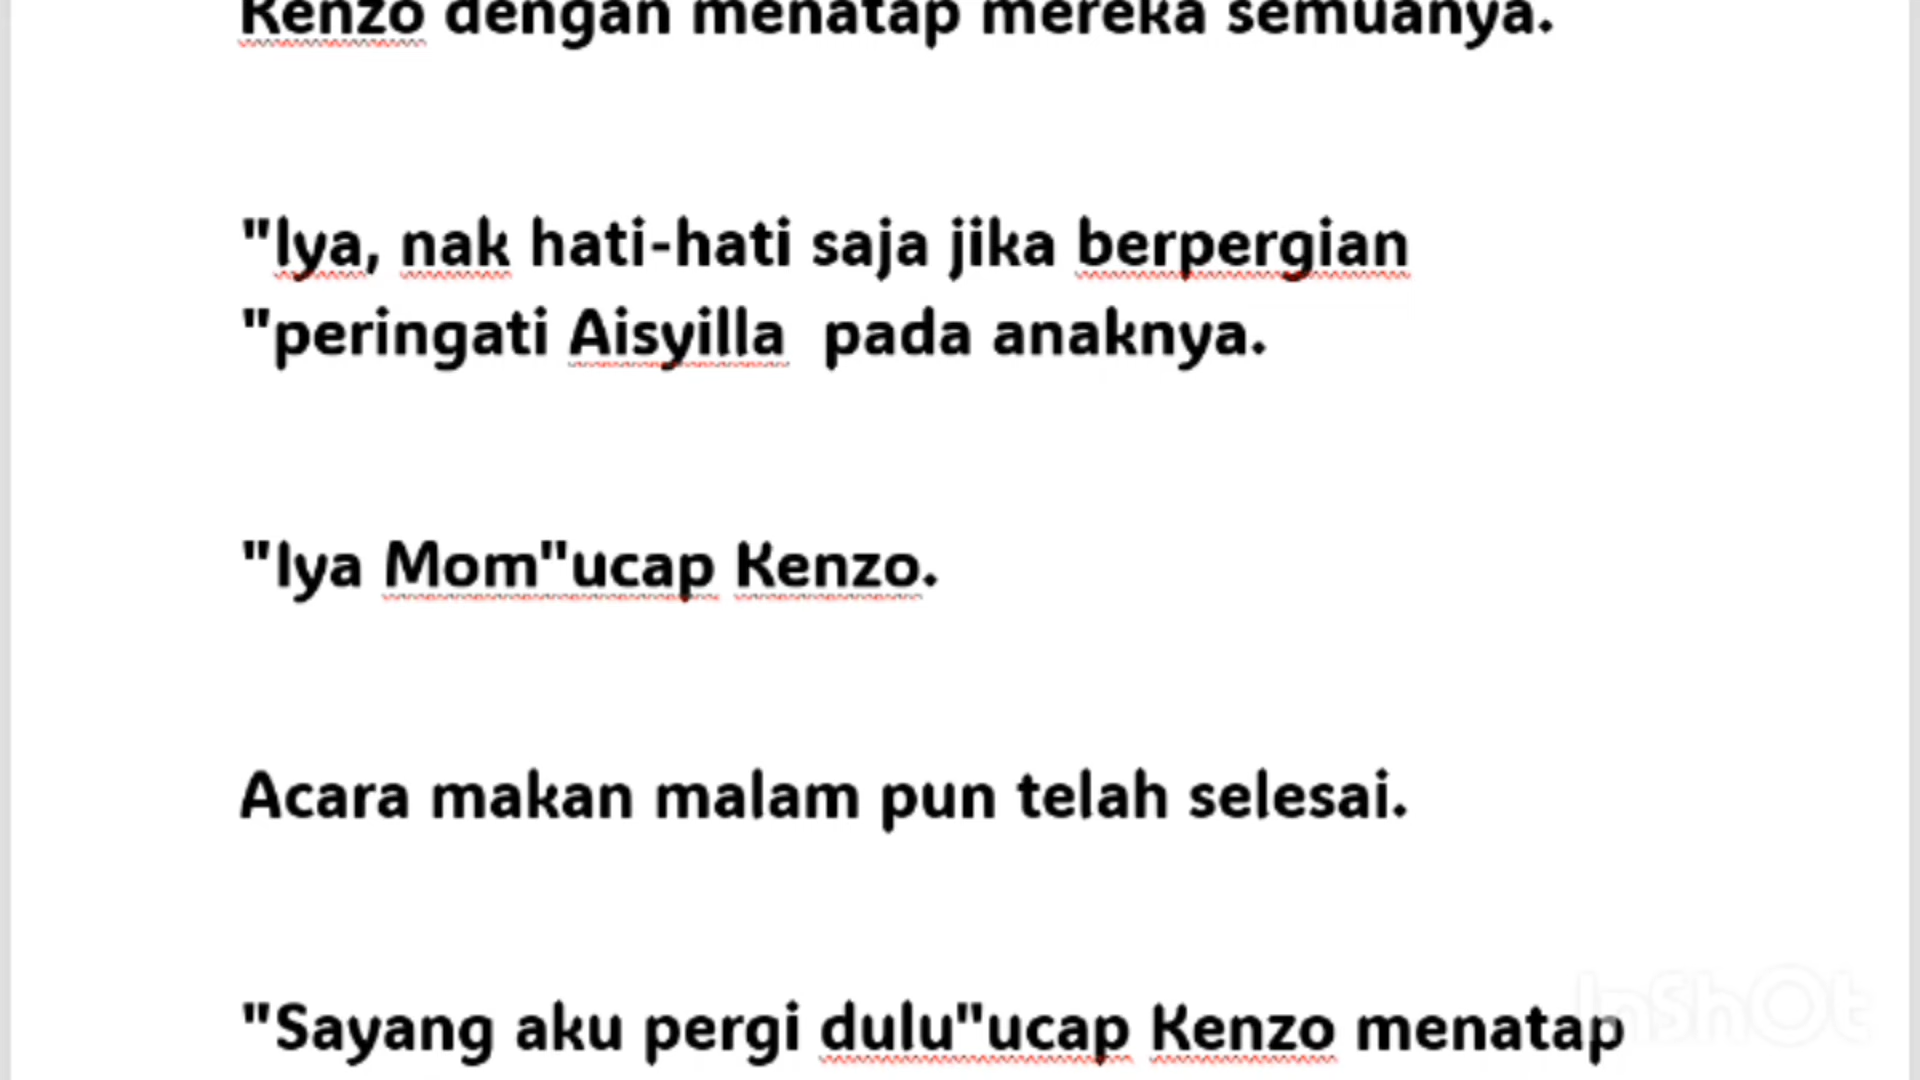 Kenzo dengan menatap mereka semuanya.
"Iya, nak hati-hati saja jika berpergian
"peringati Aisyilla  pada anaknya.
"Iya Mom"ucap Kenzo.
Acara makan malam pun telah selesai.
"Sayang aku pergi dulu"ucap Kenzo menatap
InShOt